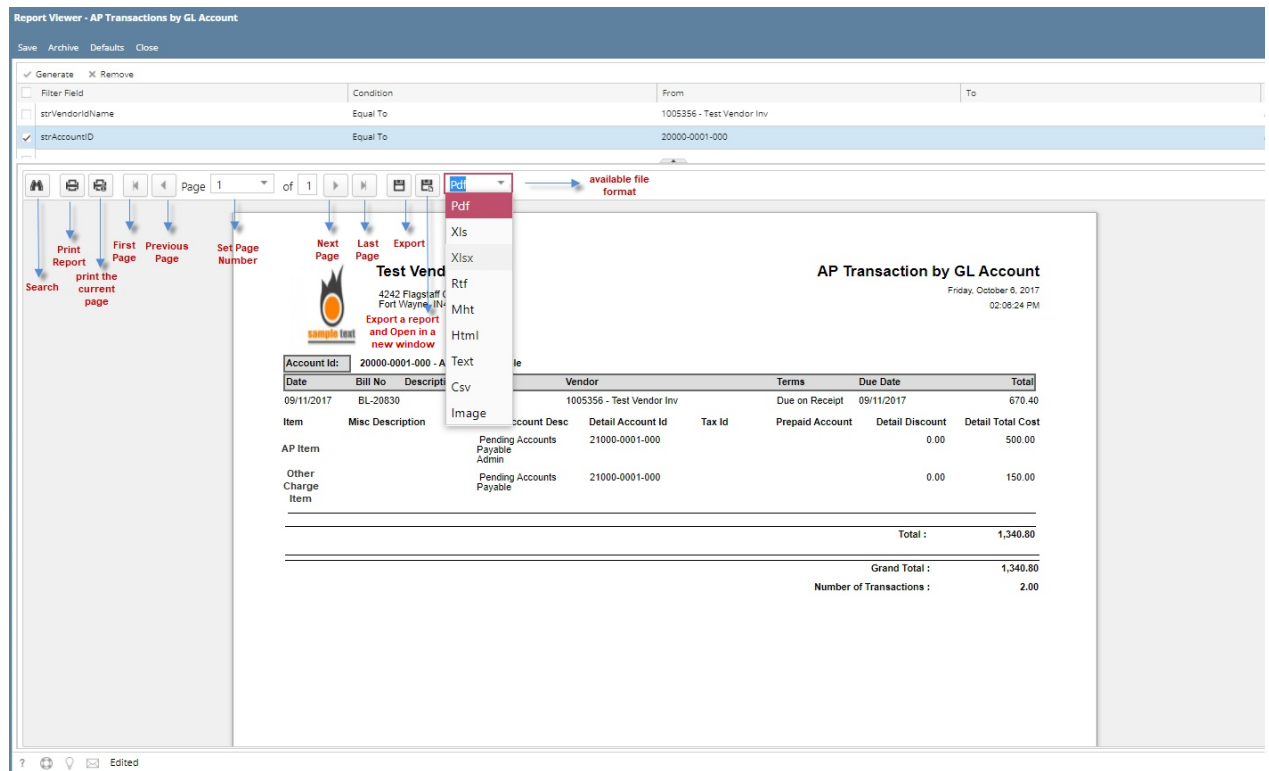 Report Viewer - AP Transactions by GL Account
Save Archive Defaults Close
Generate Remove
Filter Field Condition From To
strVendorIdName Equal To 1005356 - Test Vendor Inv
strAccountID Equal To 20000-0001-000
Page 1 of 1 Pdf
available file
format
Pdf
Xls
Xlsx
Rtf
Mht
Html
Text
Csv
Image
Search
Print
Report
print the
current
page
First
Page
Previous
Page
Set Page
Number
Next
Page
Last
Page
Export
Export a report
and Open in a
new window
Test Vend
4242 Flagstaff
Fort Wayne, IN4
sample text
AP Transaction by GL Account
Friday, October 6, 2017
02:06:24 PM
Account Id: 20000-0001-000 - A le
Date Bill No Descripti Vendor Terms Due Date Total
09/11/2017 BL-20830 1005356 - Test Vendor Inv Due on Receipt 09/11/2017 670.40
Item Misc Description ccount Desc Detail Account Id Tax Id Prepaid Account Detail Discount Detail Total Cost
AP Item
Pending Accounts
Payable
Admin
21000-0001-000 0.00 500.00
Other
Charge
Item
Pending Accounts
Payable
21000-0001-000 0.00 150.00
Total : 1,340.80
Grand Total : 1,340.80
Number of Transactions : 2.00
? Edited